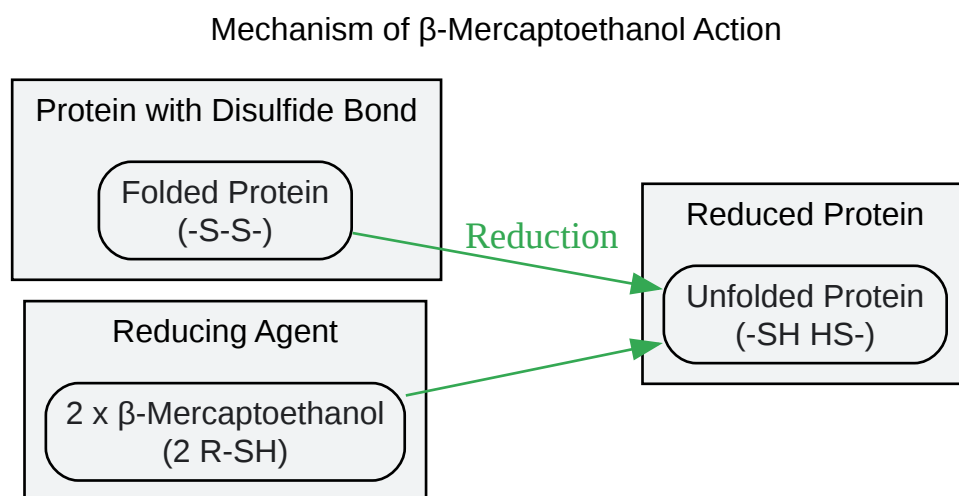 Mechanism of β-Mercaptoethanol Action
Protein with Disulfide Bond
Folded Protein
(-S-S-)
Reduction
Reduced Protein
Unfolded Protein
(-SH HS-)
Reducing Agent
2 x β-Mercaptoethanol
(2 R-SH)